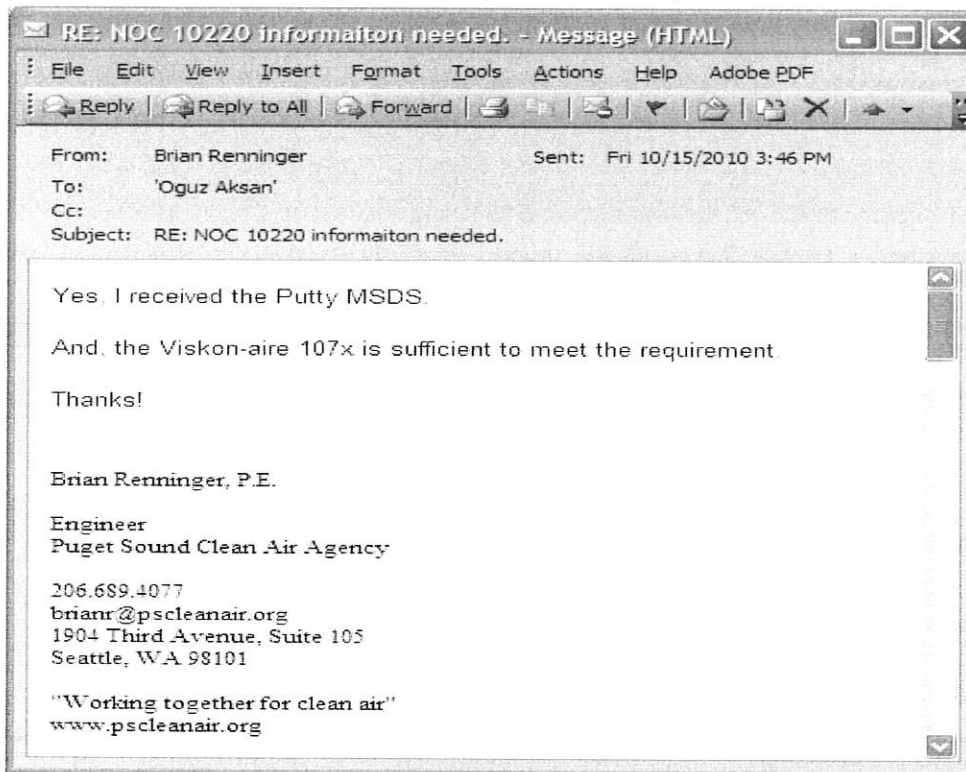 RE: NOC 10220 informaiton needed. - Message (HTML)
File Edit View Insert Format Tools Actions Help Adobe PDF
Reply | Reply to All | Forward
From: Brian Renninger Sent: Fri 10/15/2010 3:46 PM
To: 'Oguz Aksan'
Cc:
Subject: RE: NOC 10220 informaiton needed.
Yes, I received the Putty MSDS.
And, the Viskon-aire 107x is sufficient to meet the requirement.
Thanks!
Brian Renninger, P.E.
Engineer
Puget Sound Clean Air Agency
206.689.4077
brianr@pscleanair.org
1904 Third Avenue, Suite 105
Seattle, WA 98101
"Working together for clean air"
www.pscleanair.org